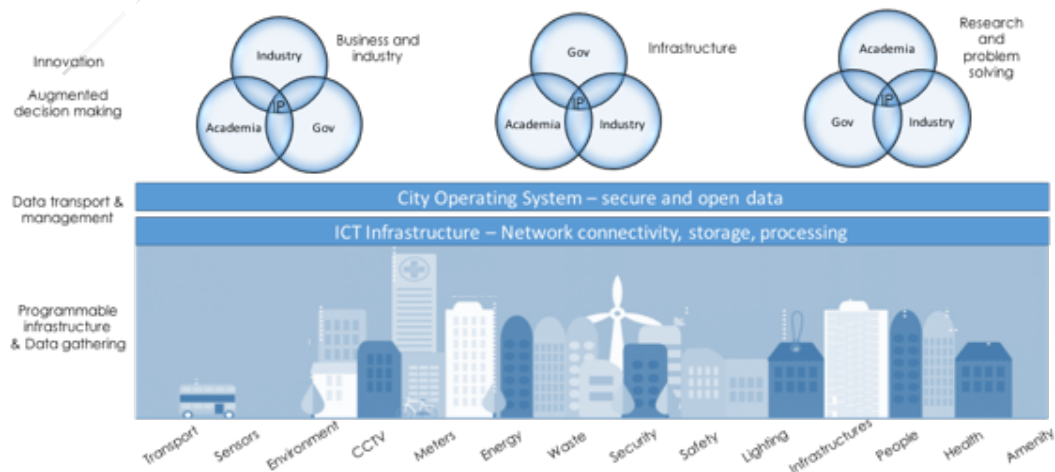 Innovation
Augmented
decision making
Industry
Academia
Gov
IP
Business and
industry
Gov
Academia
Industry
IP
Infrastructure
Academia
Gov
Industry
IP
Research
and
problem
solving
Data transport &
management
City Operating System – secure and open data
ICT Infrastructure – Network connectivity, storage, processing
Programmable
infrastructure
& Data gathering
Transport
Sensors
Environment
CCTV
Meters
Energy
Waste
Security
Safety
Lighting
Infrastructures
People
Health
Amenity